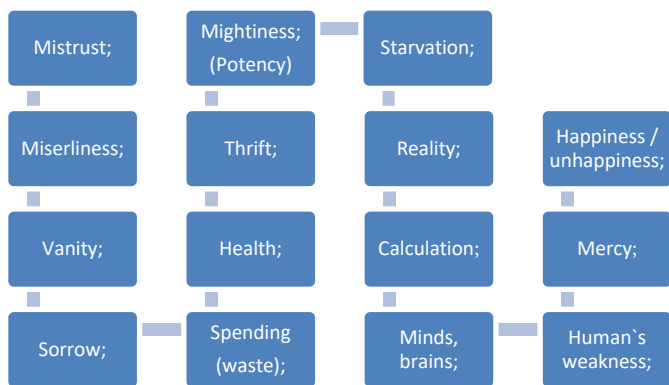 Mistrust;
Miserliness;
Vanity;
Sorrow;
Spending
(waste);
Health;
Thrift;
Mightiness;
(Potency)
Starvation;
Reality;
Calculation;
Minds,
brains;
Human`s
weakness;
Mercy;
Happiness /
unhappiness;